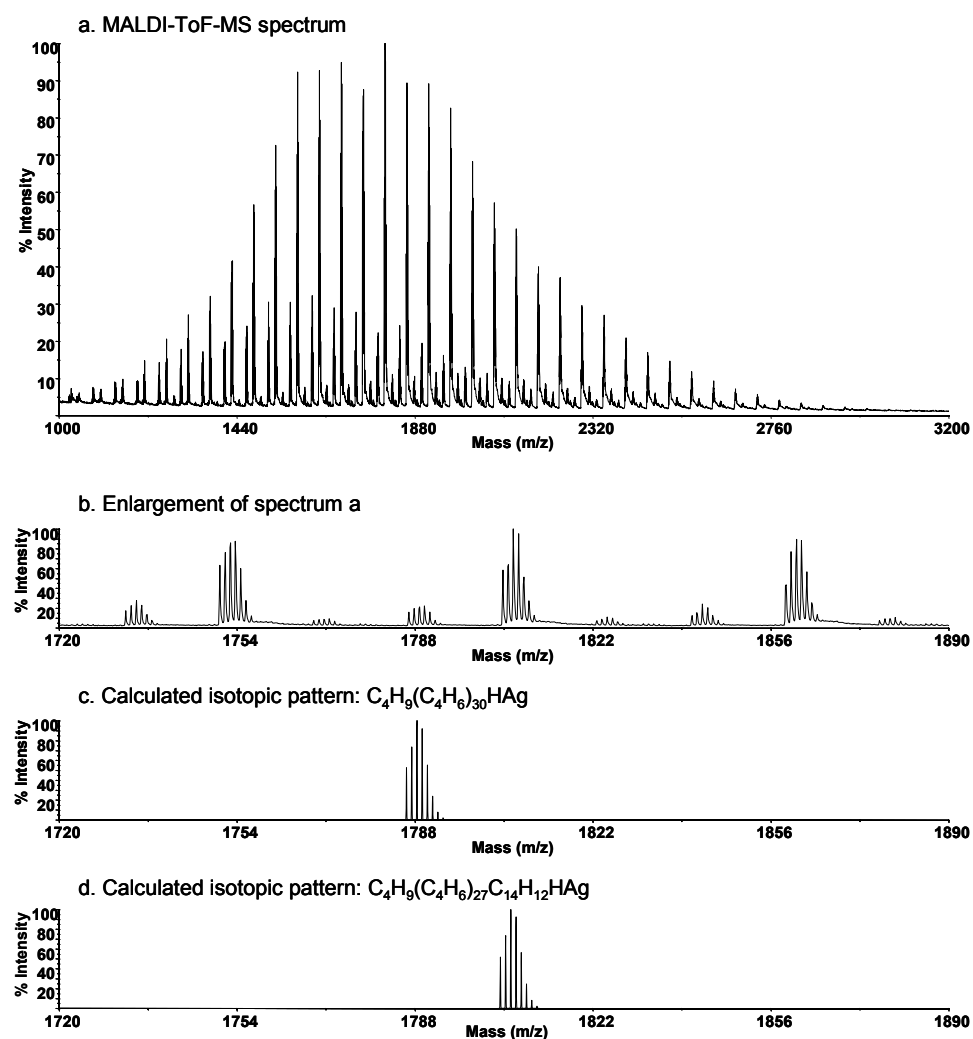 a. MALDI-ToF-MS spectrum
100
90
80
70
60
50
40
30
20
10
% Intensity
1000 1440 1880 2320 2760 3200
Mass (m/z)
b. Enlargement of spectrum a
100
80
60
40
20
% Intensity
1720 1754 1788 1822 1856 1890
Mass (m/z)
c. Calculated isotopic pattern: C₄H₉(C₄H₆)₃₀HAg
100
80
60
40
20
% Intensity
1720 1754 1788 1822 1856 1890
Mass (m/z)
d. Calculated isotopic pattern: C₄H₉(C₄H₆)₂₇C₁₄H₁₂HAg
100
80
60
40
20
% Intensity
1720 1754 1788 1822 1856 1890
Mass (m/z)